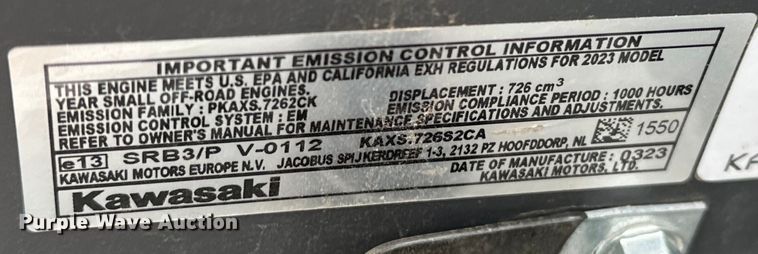 IMPORTANT EMISSION CONTROL INFORMATION
THIS ENGINE MEETS U.S. EPA AND CALIFORNIA EXH REGULATIONS FOR 2023 MODEL
YEAR SMALL OFF-ROAD ENGINES. DISPLACEMENT : 726 cm³
EMISSION FAMILY : PKAXS.7262CK EMISSION COMPLIANCE PERIOD : 1000 HOURS
EMISSION CONTROL SYSTEM : EM
REFER TO OWNER'S MANUAL FOR MAINTENANCE SPECIFICATIONS AND ADJUSTMENTS.
e13 SRB3/P V-0112 KAXS.726S2CA 1550
KAWASAKI MOTORS EUROPE N.V. JACOBUS SPIJKERDREEF 1-3, 2132 PZ HOOFDDORP, NL
DATE OF MANUFACTURE : 0323
Kawasaki KAWASAKI MOTORS, LTD.
KA
Purple Wave Auction